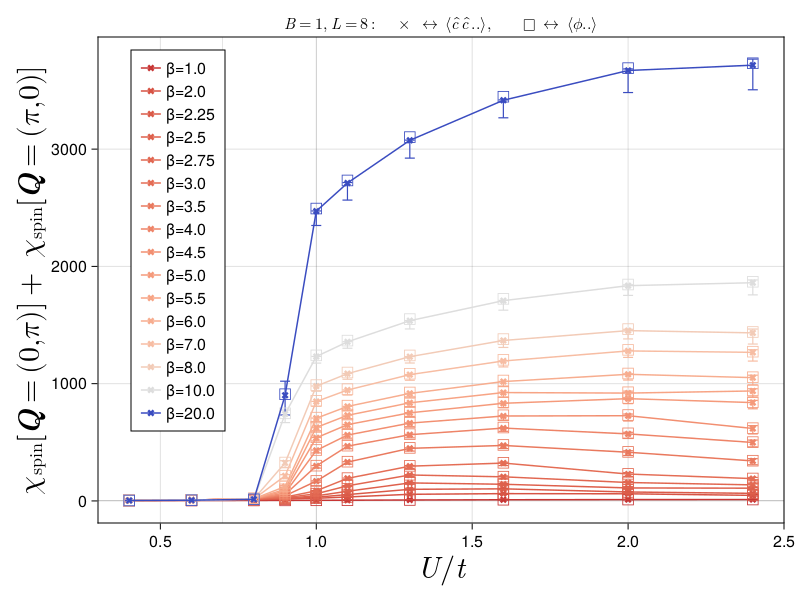 B = 1, L = 8 :   × ↔ ⟨ĉ ĉ ..⟩,   □ ↔ ⟨ϕ..⟩
χspin[Q = (0,π)] + χspin[Q = (π,0)]
3000
2000
1000
0
β=1.0
β=2.0
β=2.25
β=2.5
β=2.75
β=3.0
β=3.5
β=4.0
β=4.5
β=5.0
β=5.5
β=6.0
β=7.0
β=8.0
β=10.0
β=20.0
0.5 1.0 1.5 2.0 2.5
U/t